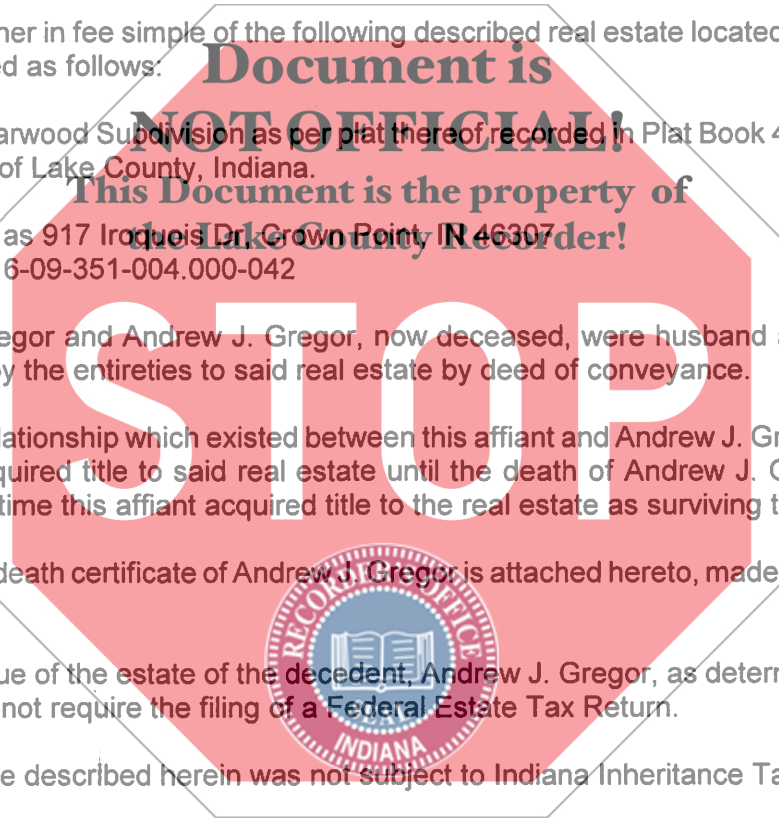 ner in fee simple of the following described real estate located
ed as follows:
Document is
arwood Subdivision as per plat thereof recorded in Plat Book 4
NOT OFFICIAL!
of Lake County, Indiana.
This Document is the property of
as 917 Iroquois Dr, Crown Point, IN 46307
the Lake County Recorder!
6-09-351-004.000-042
STOP
egor and Andrew J. Gregor, now deceased, were husband
by the entireties to said real estate by deed of conveyance.
lationship which existed between this affiant and Andrew J. Gr
quired title to said real estate until the death of Andrew J. G
time this affiant acquired title to the real estate as surviving t
death certificate of Andrew J. Gregor is attached hereto, made
RECORDER'S OFFICE
ue of the estate of the decedent, Andrew J. Gregor, as determ
not require the filing of a Federal Estate Tax Return.
SEAL
INDIANA
e described herein was not subject to Indiana Inheritance Ta